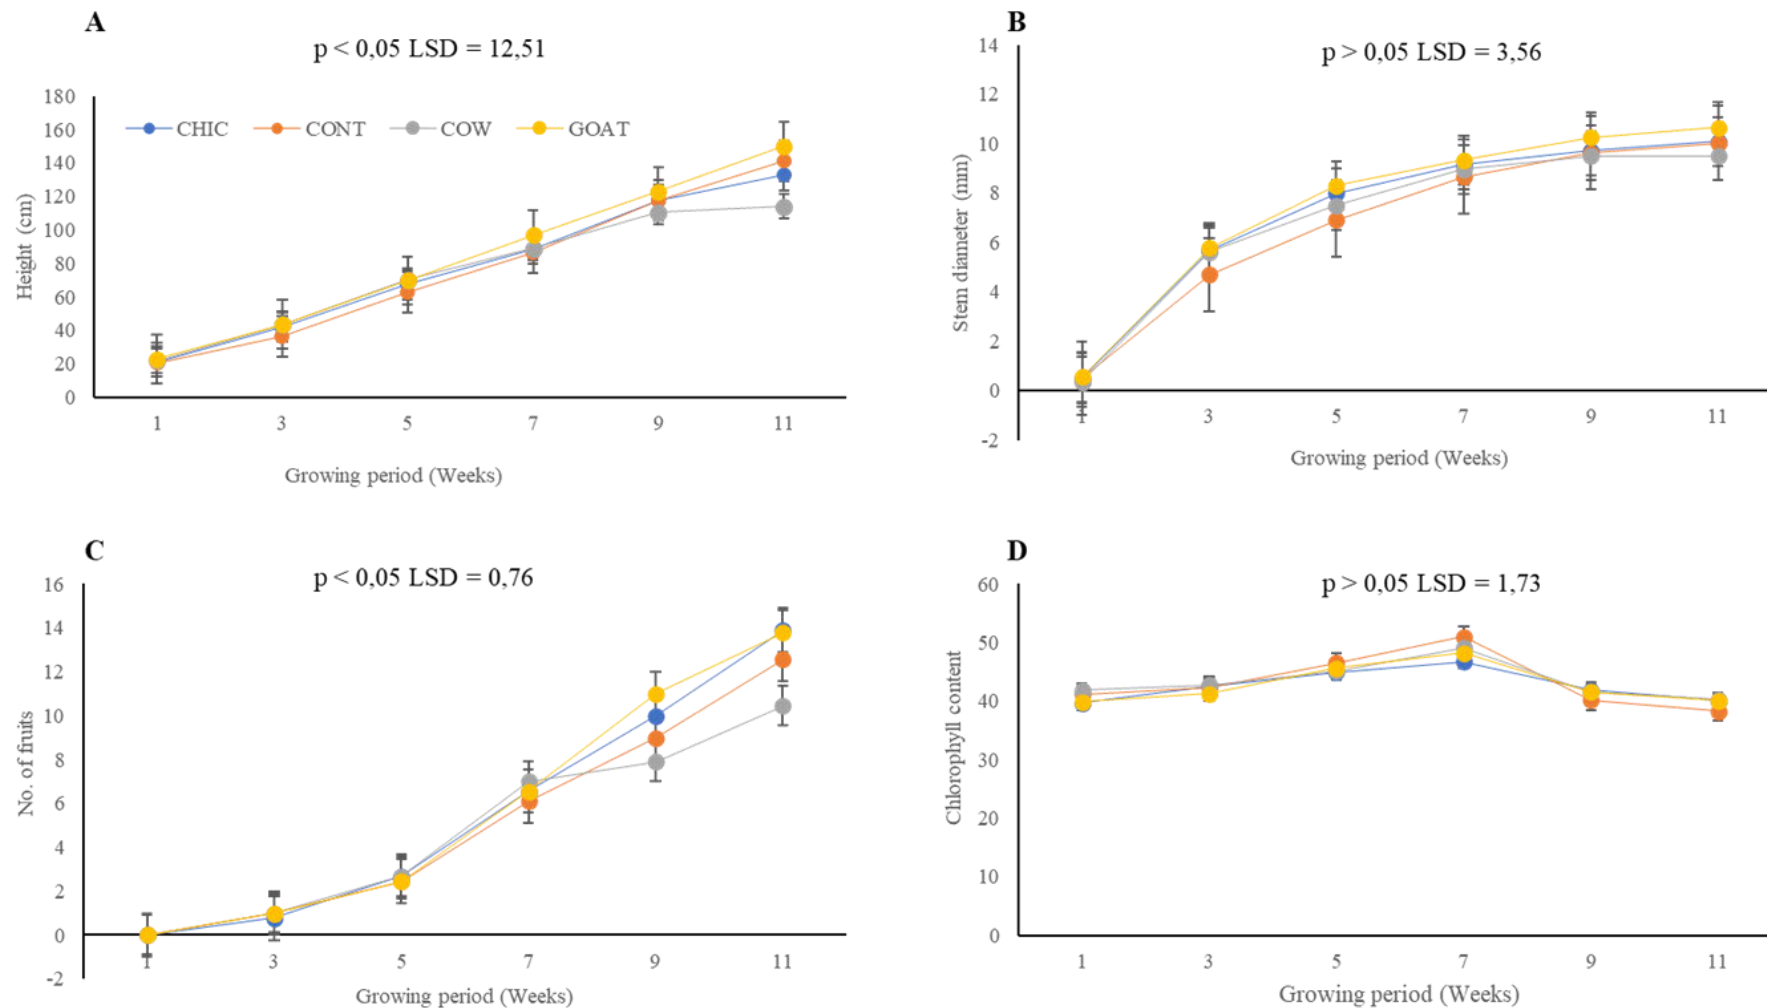 A
p < 0,05 LSD = 12,51
Height (cm)
180
160
140
120
100
80
60
40
20
0
CHIC CONT COW GOAT
1 3 5 7 9 11
Growing period (Weeks)
B
p > 0,05 LSD = 3,56
Stem diameter (mm)
14
12
10
8
6
4
2
0
-2
1 3 5 7 9 11
Growing period (Weeks)
C
p < 0,05 LSD = 0,76
No. of fruits
16
14
12
10
8
6
4
2
0
-2
1 3 5 7 9 11
Growing period (Weeks)
D
p > 0,05 LSD = 1,73
Chlorophyll content
60
50
40
30
20
10
0
1 3 5 7 9 11
Growing period (Weeks)